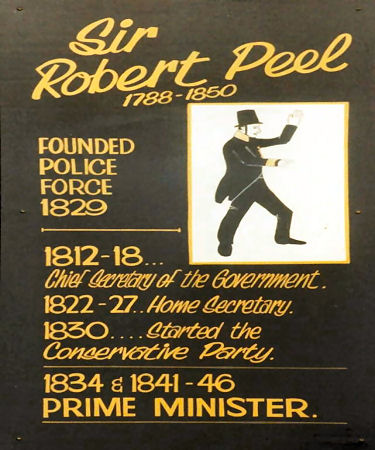 Sir
Robert Peel
1788-1850
FOUNDED
POLICE
FORCE
1829
1812-18...
Chief Secretary of the Government.
1822-27.. Home Secretary.
1830.... Started the
Conservative Party.
1834 & 1841-46
PRIME MINISTER.